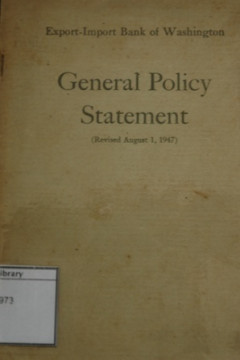 Export-Import Bank of Washington
General Policy
Statement
(Revised August 1, 1947)
ibrary
973